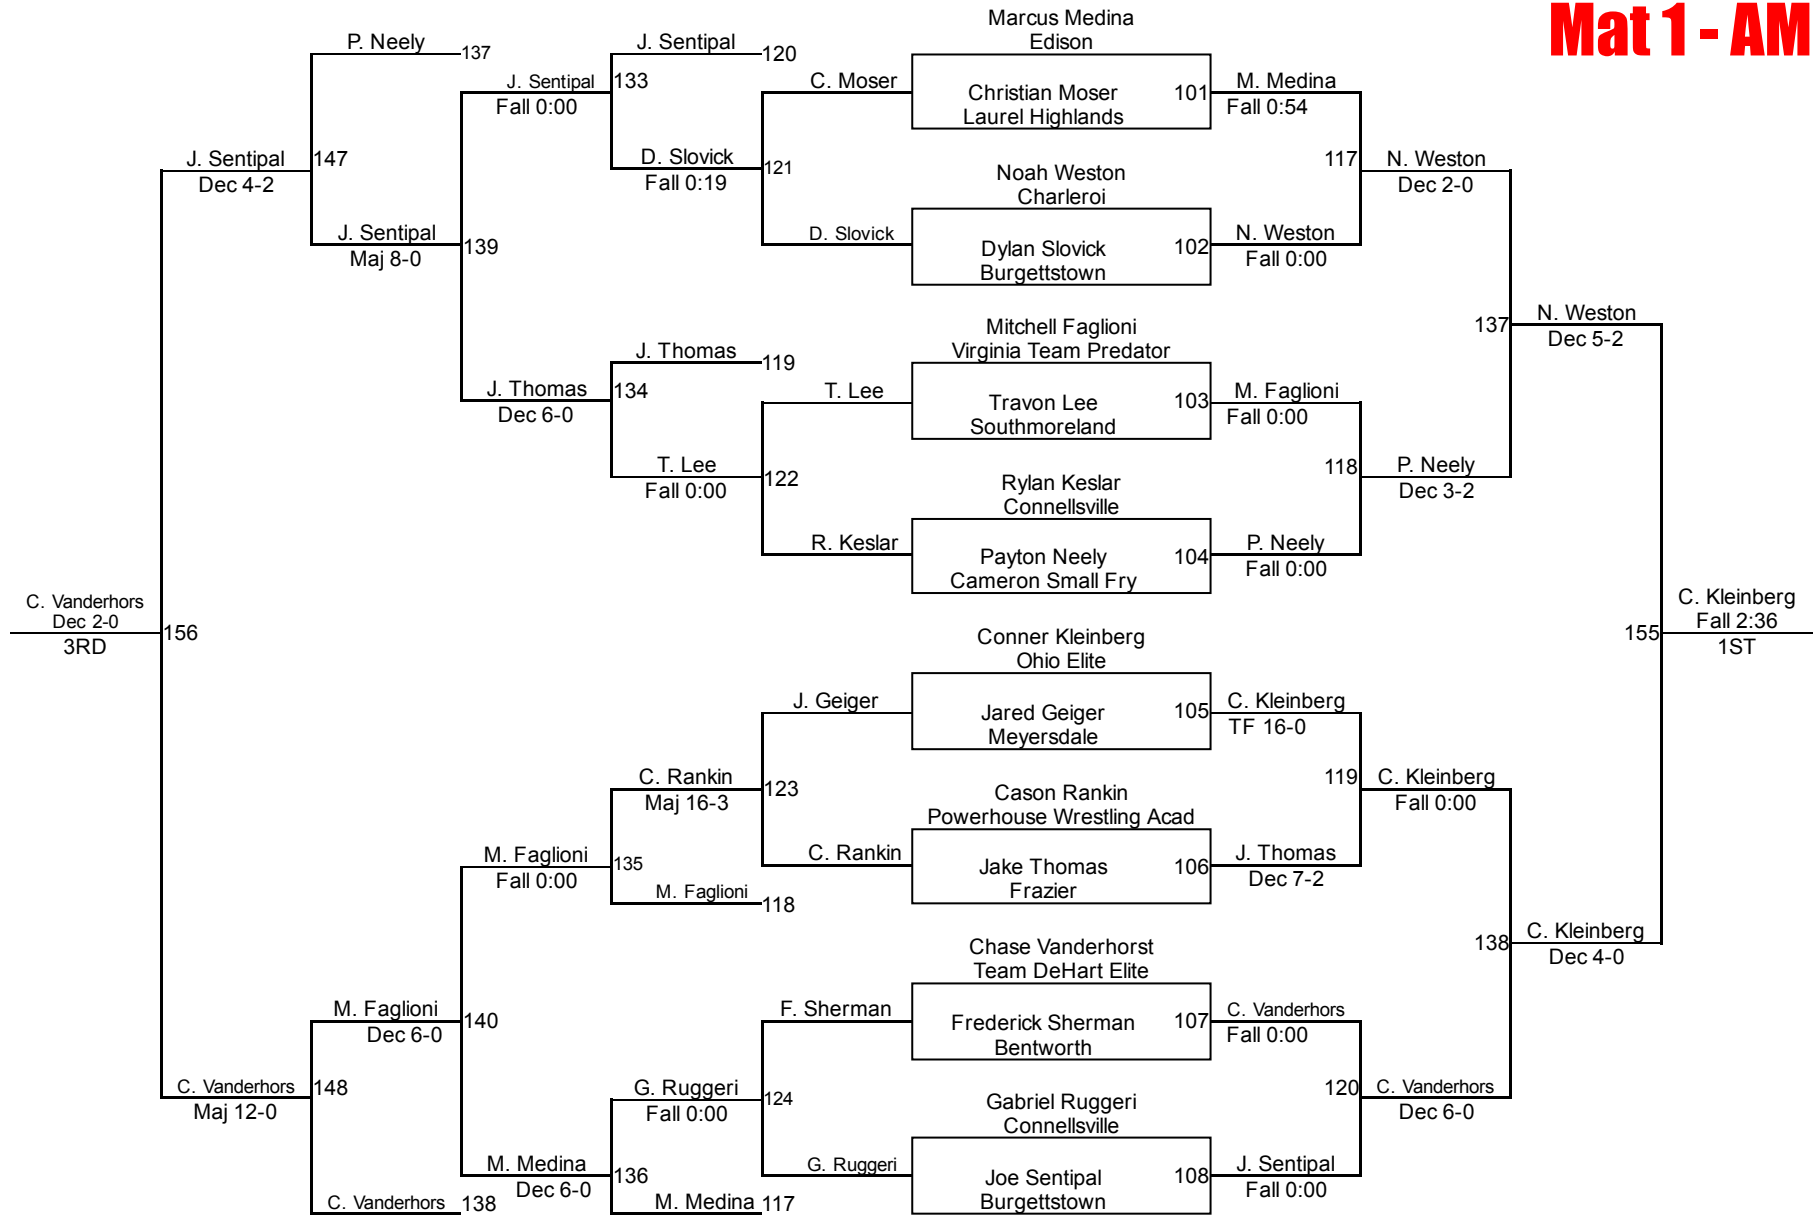 Mat 1 - AM
Marcus Medina
Edison
P. Neely
137
J. Sentipal
120
J. Sentipal
133
Fall 0:00
C. Moser
Christian Moser
Laurel Highlands
101
M. Medina
Fall 0:54
J. Sentipal
Dec 4-2
147
D. Slovick
Fall 0:19
121
Noah Weston
Charleroi
117
N. Weston
Dec 2-0
J. Sentipal
Maj 8-0
139
D. Slovick
Dylan Slovick
Burgettstown
102
N. Weston
Fall 0:00
Mitchell Faglioni
Virginia Team Predator
137
N. Weston
Dec 5-2
J. Thomas
119
J. Thomas
Dec 6-0
134
T. Lee
Travon Lee
Southmoreland
103
M. Faglioni
Fall 0:00
T. Lee
Fall 0:00
122
Rylan Keslar
Connellsville
118
P. Neely
Dec 3-2
R. Keslar
Payton Neely
Cameron Small Fry
104
P. Neely
Fall 0:00
C. Vanderhors
Dec 2-0
3RD
156
Conner Kleinberg
Ohio Elite
155
C. Kleinberg
Fall 2:36
1ST
J. Geiger
Jared Geiger
Meyersdale
105
C. Kleinberg
TF 16-0
C. Rankin
Maj 16-3
123
Cason Rankin
Powerhouse Wrestling Acad
119
C. Kleinberg
Fall 0:00
M. Faglioni
Fall 0:00
135
C. Rankin
Jake Thomas
Frazier
106
J. Thomas
Dec 7-2
M. Faglioni
118
Chase Vanderhorst
Team DeHart Elite
138
C. Kleinberg
Dec 4-0
M. Faglioni
Dec 6-0
140
F. Sherman
Frederick Sherman
Bentworth
107
C. Vanderhors
Fall 0:00
C. Vanderhors
Maj 12-0
148
G. Ruggeri
Fall 0:00
124
Gabriel Ruggeri
Connellsville
120
C. Vanderhors
Dec 6-0
M. Medina
Dec 6-0
136
G. Ruggeri
Joe Sentipal
Burgettstown
108
J. Sentipal
Fall 0:00
C. Vanderhors
138
M. Medina
117